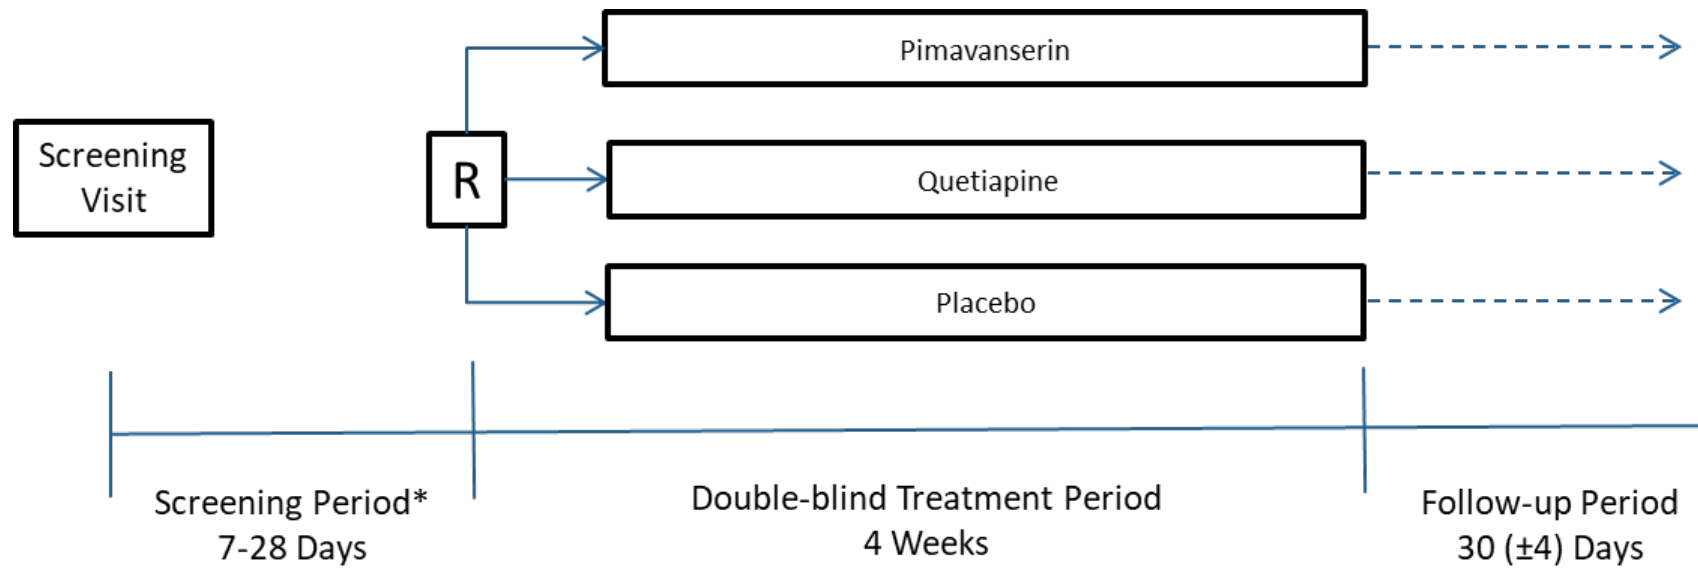 Screening
Visit
R
Pimavanserin
Quetiapine
Placebo
Screening Period*
7-28 Days
Double-blind Treatment Period
4 Weeks
Follow-up Period
30 (±4) Days